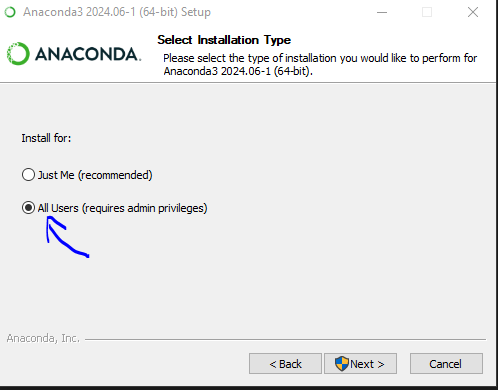 Anaconda3 2024.06-1 (64-bit) Setup
ANACONDA.
Select Installation Type
Please select the type of installation you would like to perform for
Anaconda3 2024.06-1 (64-bit).
Install for:
Just Me (recommended)
All Users (requires admin privileges)
Anaconda, Inc.
< Back
Next >
Cancel